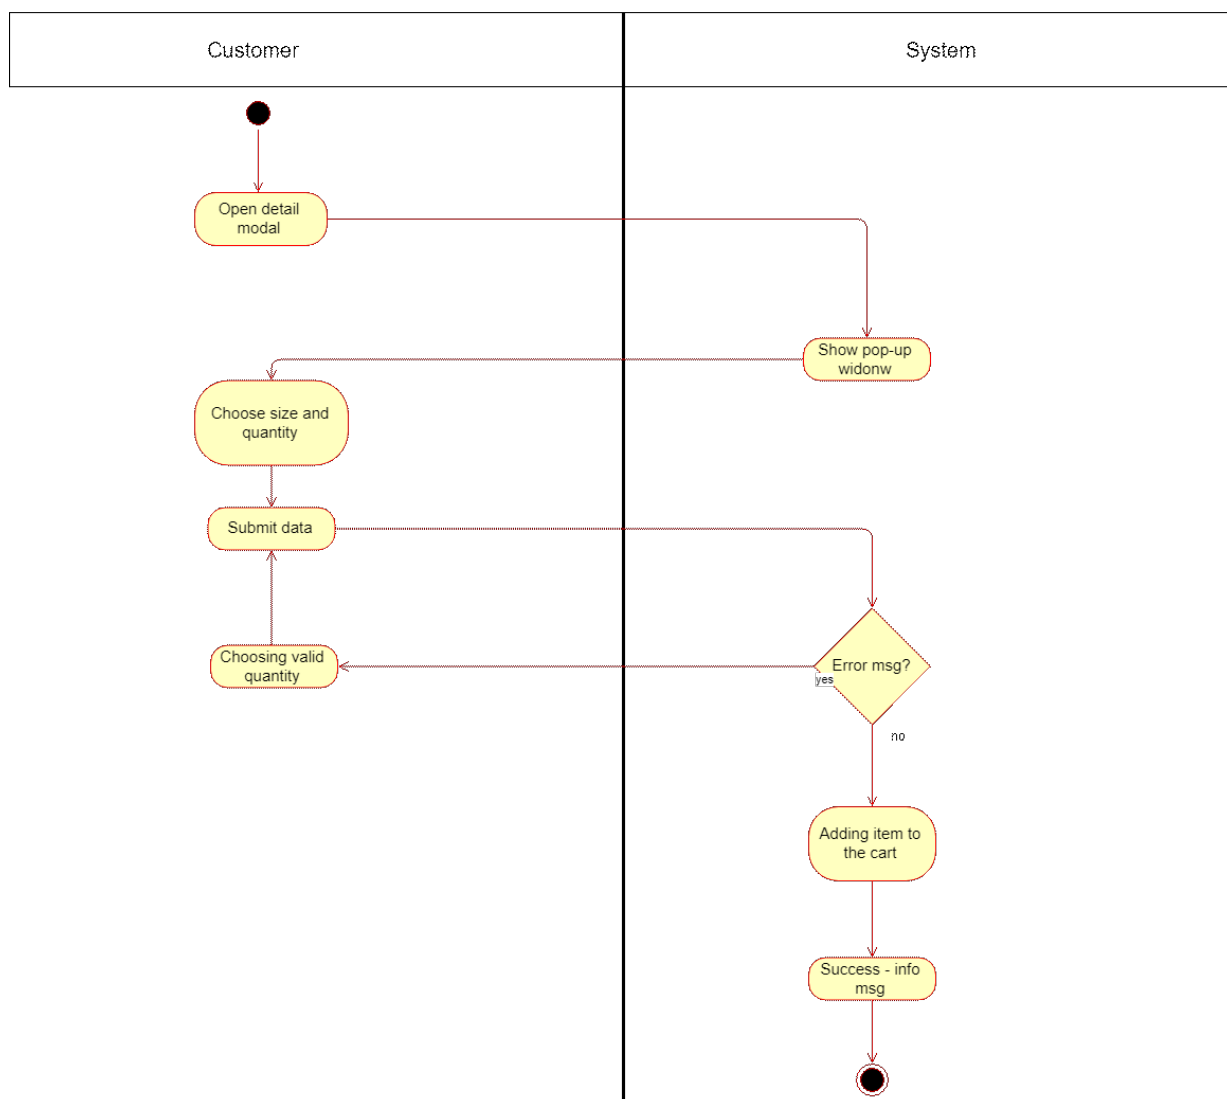 Customer
System
Open detail
modal
Show pop-up
widonw
Choose size and
quantity
Submit data
Choosing valid
quantity
Error msg?
yes
no
Adding item to
the cart
Success - info
msg